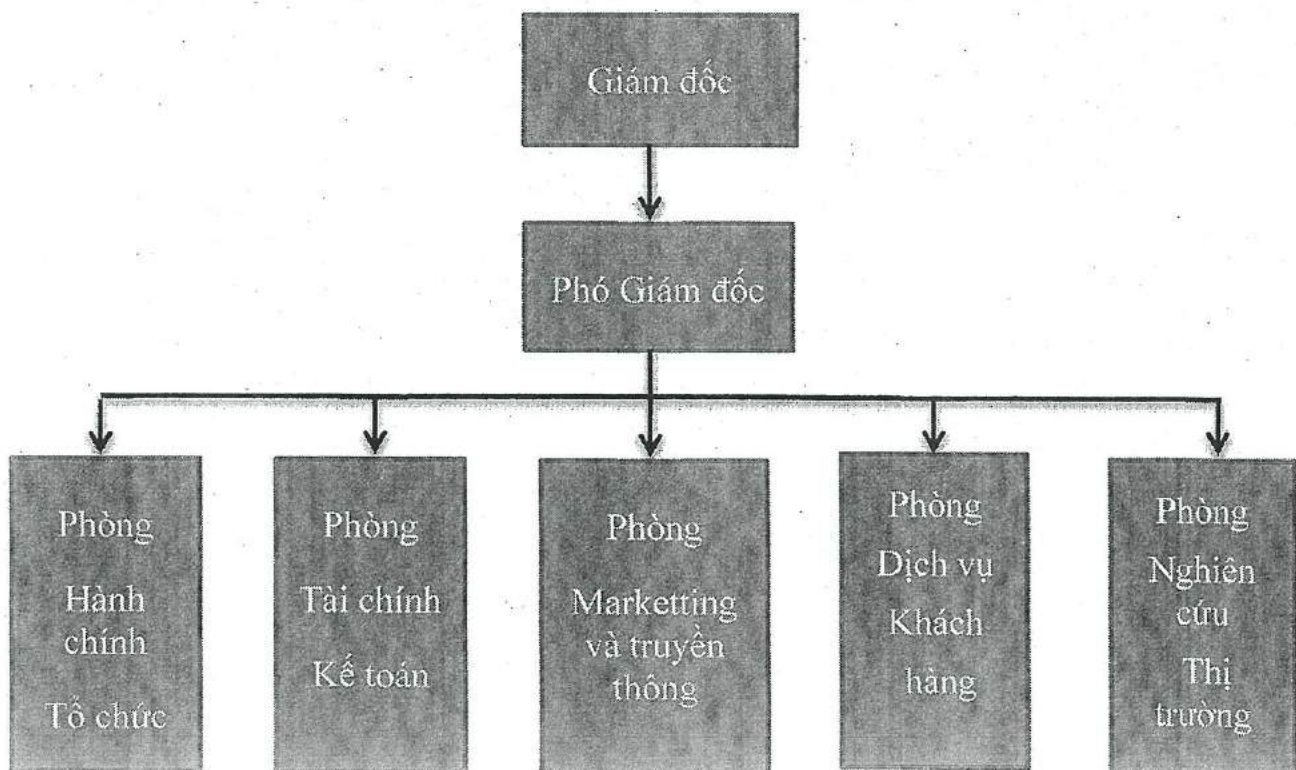 Giám đốc
Phó Giám đốc
Phòng
Hành
chính
Tổ chức
Phòng
Tài chính
Kế toán
Phòng
Marketting
và truyền
thông
Phòng
Dịch vụ
Khách
hàng
Phòng
Nghiên
cứu
Thị
trường